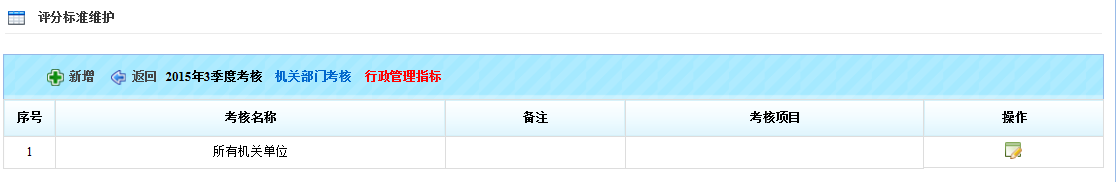 评分标准维护
新增 返回 2015年3季度考核 机关部门考核 行政管理指标
序号 考核名称 备注 考核项目 操作
1 所有机关单位